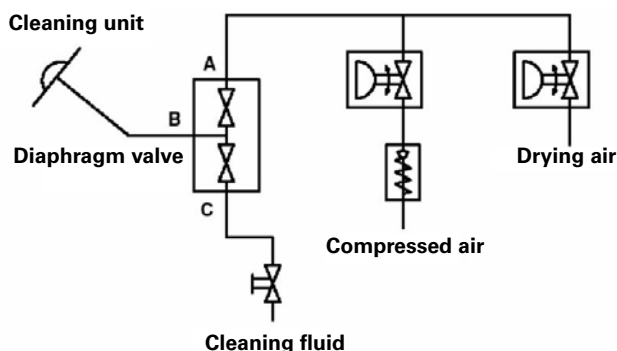 Cleaning unit
A
B
Diaphragm valve
Drying air
C
Compressed air
Cleaning fluid